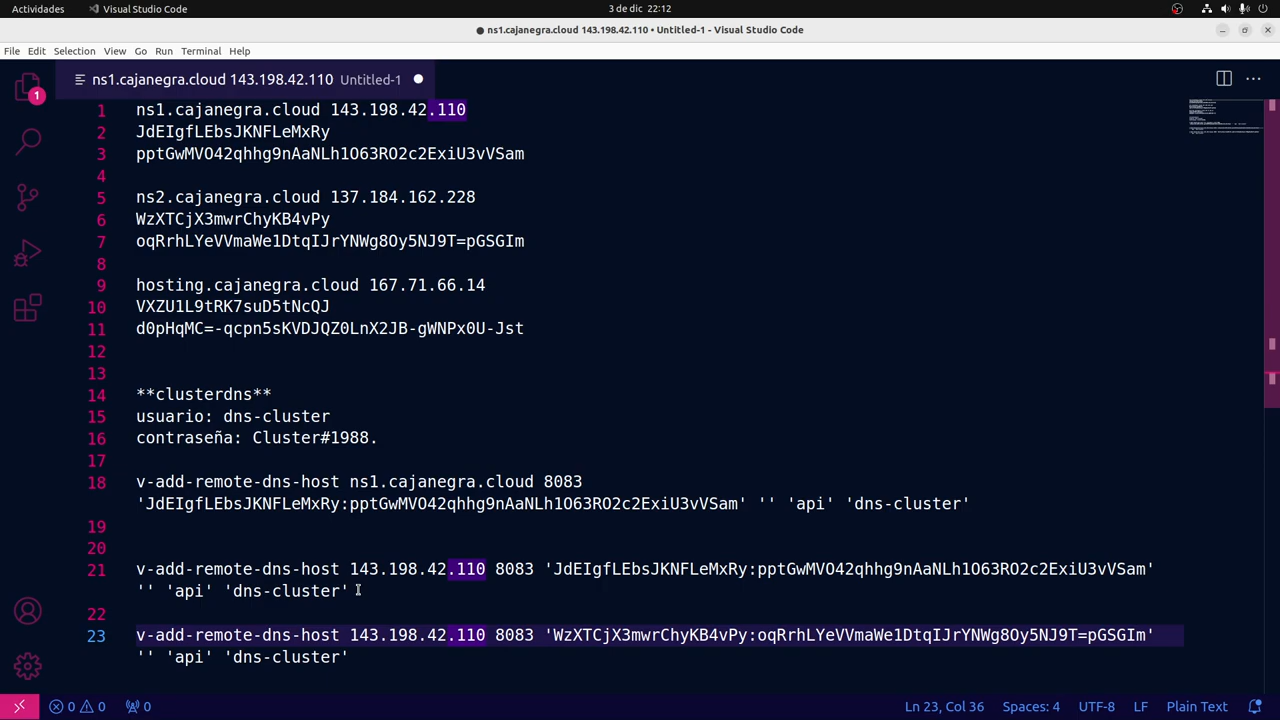 Actividades
Visual Studio Code
3 de dic 22:12
ns1.cajanegra.cloud 143.198.42.110 • Untitled-1 - Visual Studio Code
File Edit Selection View Go Run Terminal Help
1
ns1.cajanegra.cloud 143.198.42.110 Untitled-1
1 ns1.cajanegra.cloud 143.198.42.110
2 JdEIgfLEbsJKNFLeMxRy
3 pptGwMVO42qhhg9nAaNLh1O63RO2c2ExiU3vVSam
4
5 ns2.cajanegra.cloud 137.184.162.228
6 WzXTCjX3mwrChyKB4vPy
7 oqRrhLYeVVmaWe1DtqIJrYNWg8Oy5NJ9T=pGSGIm
8
9 hosting.cajanegra.cloud 167.71.66.14
10 VXZU1L9tRK7suD5tNcQJ
11 d0pHqMC=-qcpn5sKVDJQZ0LnX2JB-gWNPx0U-Jst
12
13
14 **clusterdns**
15 usuario: dns-cluster
16 contraseña: Cluster#1988.
17
18 v-add-remote-dns-host ns1.cajanegra.cloud 8083
'JdEIgfLEbsJKNFLeMxRy:pptGwMVO42qhhg9nAaNLh1O63RO2c2ExiU3vVSam' '' 'api' 'dns-cluster'
19
20
21 v-add-remote-dns-host 143.198.42.110 8083 'JdEIgfLEbsJKNFLeMxRy:pptGwMVO42qhhg9nAaNLh1O63RO2c2ExiU3vVSam'
'' 'api' 'dns-cluster'
22
23 v-add-remote-dns-host 143.198.42.110 8083 'WzXTCjX3mwrChyKB4vPy:oqRrhLYeVVmaWe1DtqIJrYNWg8Oy5NJ9T=pGSGIm'
'' 'api' 'dns-cluster'
0 0 0
Ln 23, Col 36 Spaces: 4 UTF-8 LF Plain Text